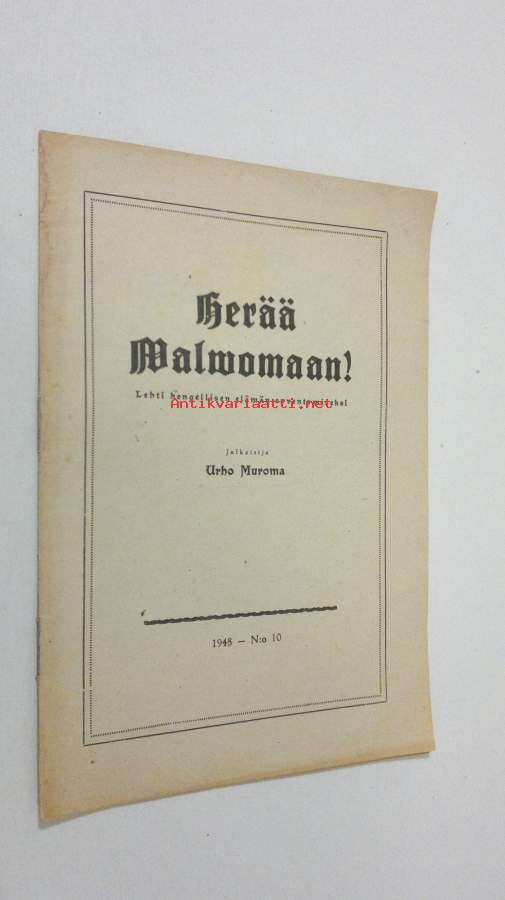 Herää
Walwomaan!
Lehti hengellisen elämän
Antikvariaatti.net
Julkaisija
Urho Muroma
1948 — N:o 10